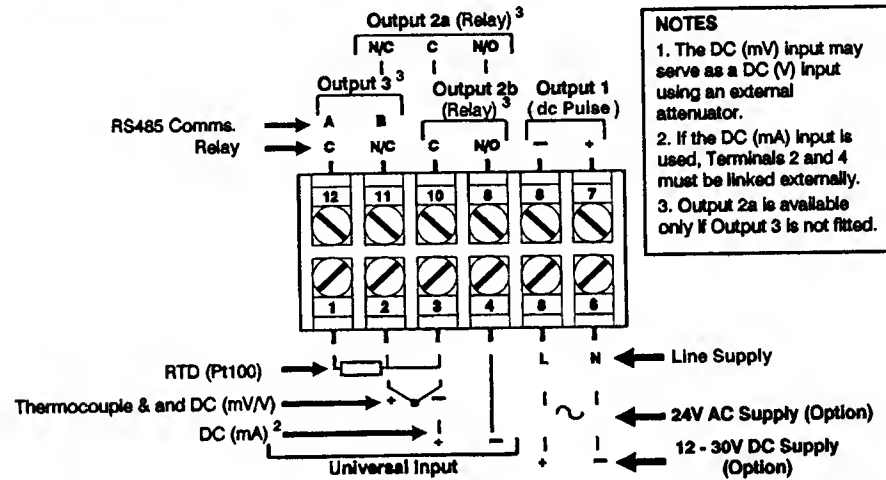 Output 2a (Relay) 3
N/C C N/O
Output 3 3
Output 2b (Relay) 3
Output 1 (dc Pulse)
RS485 Comms. A B
Relay C N/C C N/O − +
12 11 10 8 8 7
1 2 3 4 8 6
RTD (Pt100)
L N Line Supply
Thermocouple & and DC (mV/V) + −
24V AC Supply (Option)
DC (mA) 2 + −
+ − 12 - 30V DC Supply (Option)
Universal Input
NOTES
1. The DC (mV) input may
serve as a DC (V) input
using an external
attenuator.
2. If the DC (mA) input is
used, Terminals 2 and 4
must be linked externally.
3. Output 2a is available
only if Output 3 is not fitted.